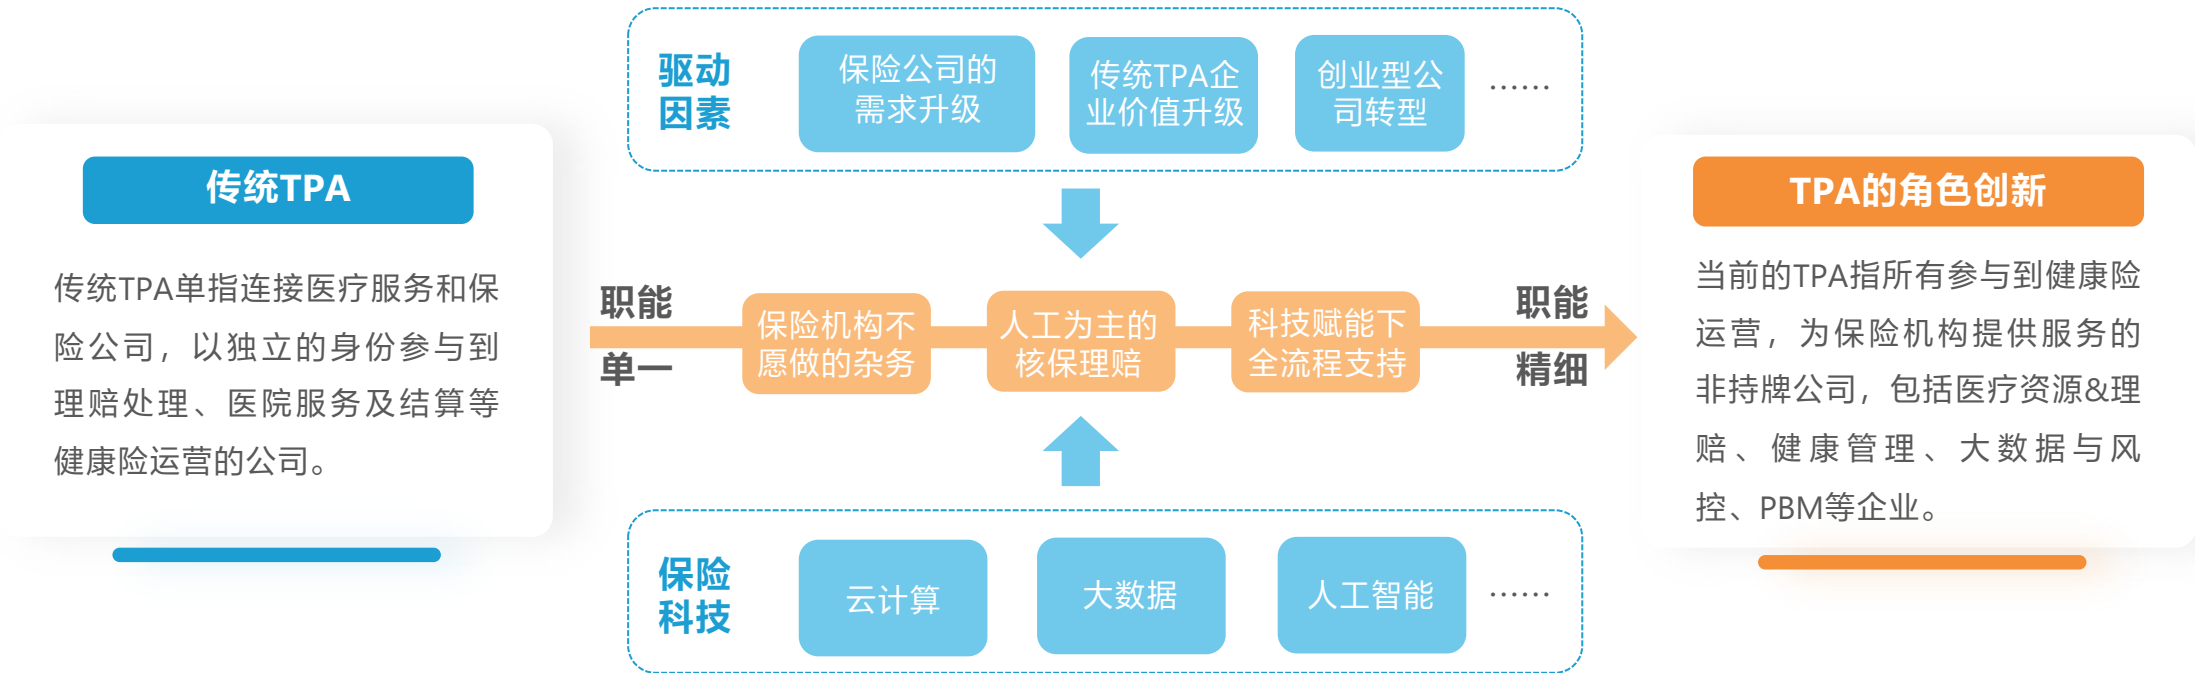 传统TPA
传统TPA单指连接医疗服务和保
险公司，以独立的身份参与到
理赔处理、医院服务及结算等
健康险运营的公司。
驱动
因素
保险公司的
需求升级
传统TPA企
业价值升级
创业型公
司转型
……
职能
单一
保险机构不
愿做的杂务
人工为主的
核保理赔
科技赋能下
全流程支持
职能
精细
保险
科技
云计算
大数据
人工智能
……
TPA的角色创新
当前的TPA指所有参与到健康险
运营，为保险机构提供服务的
非持牌公司，包括医疗资源&理
赔、健康管理、大数据与风
控、PBM等企业。